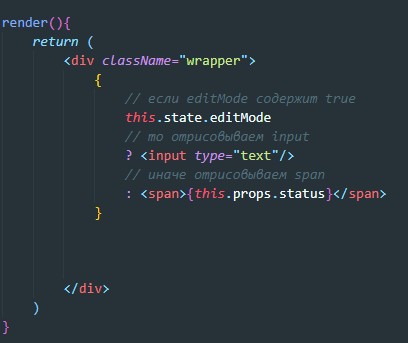 render(){
return (
<div className="wrapper">
{
// если editMode содержит true
this.state.editMode
// то отрисовываем input
? <input type="text"/>
// иначе отрисовываем span
: <span>{this.props.status}</span>
}
</div>
)
}